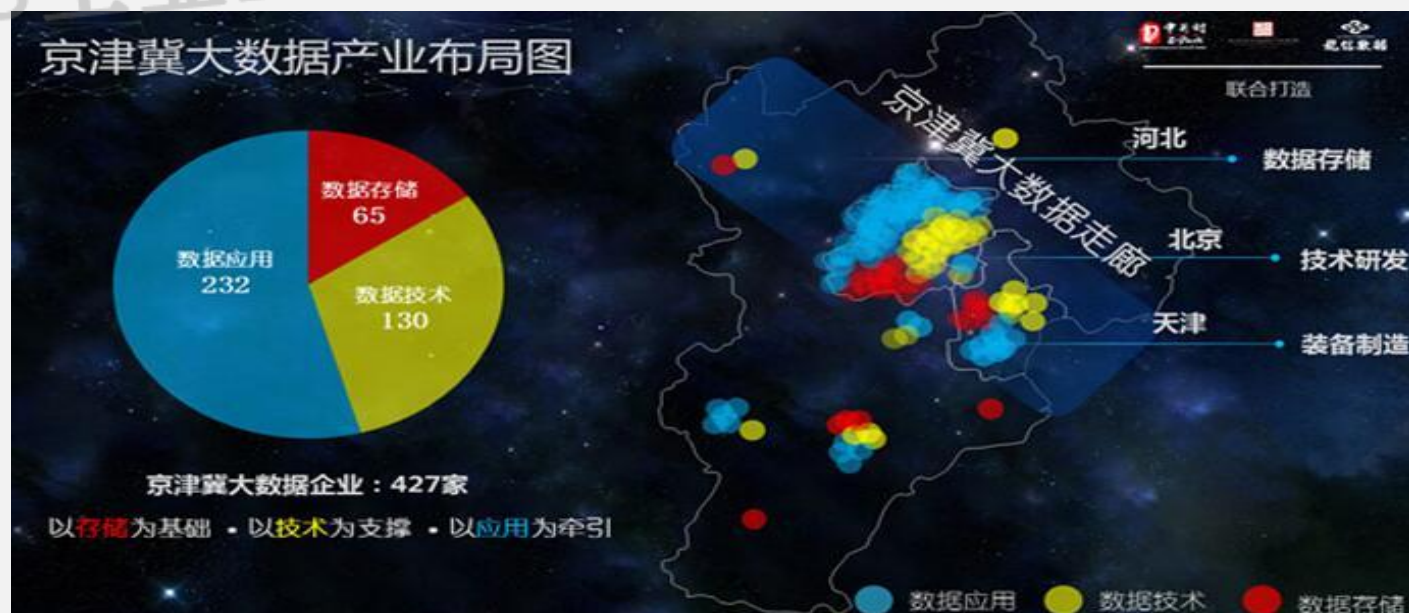 京津冀大数据产业布局图
联合打造
数据存储
65
数据应用
232
数据技术
130
京津冀大数据企业：427家
以存储为基础 • 以技术为支撑 • 以应用为牵引
京津冀大数据走廊
河北
数据存储
北京
技术研发
天津
装备制造
数据应用
数据技术
数据存储